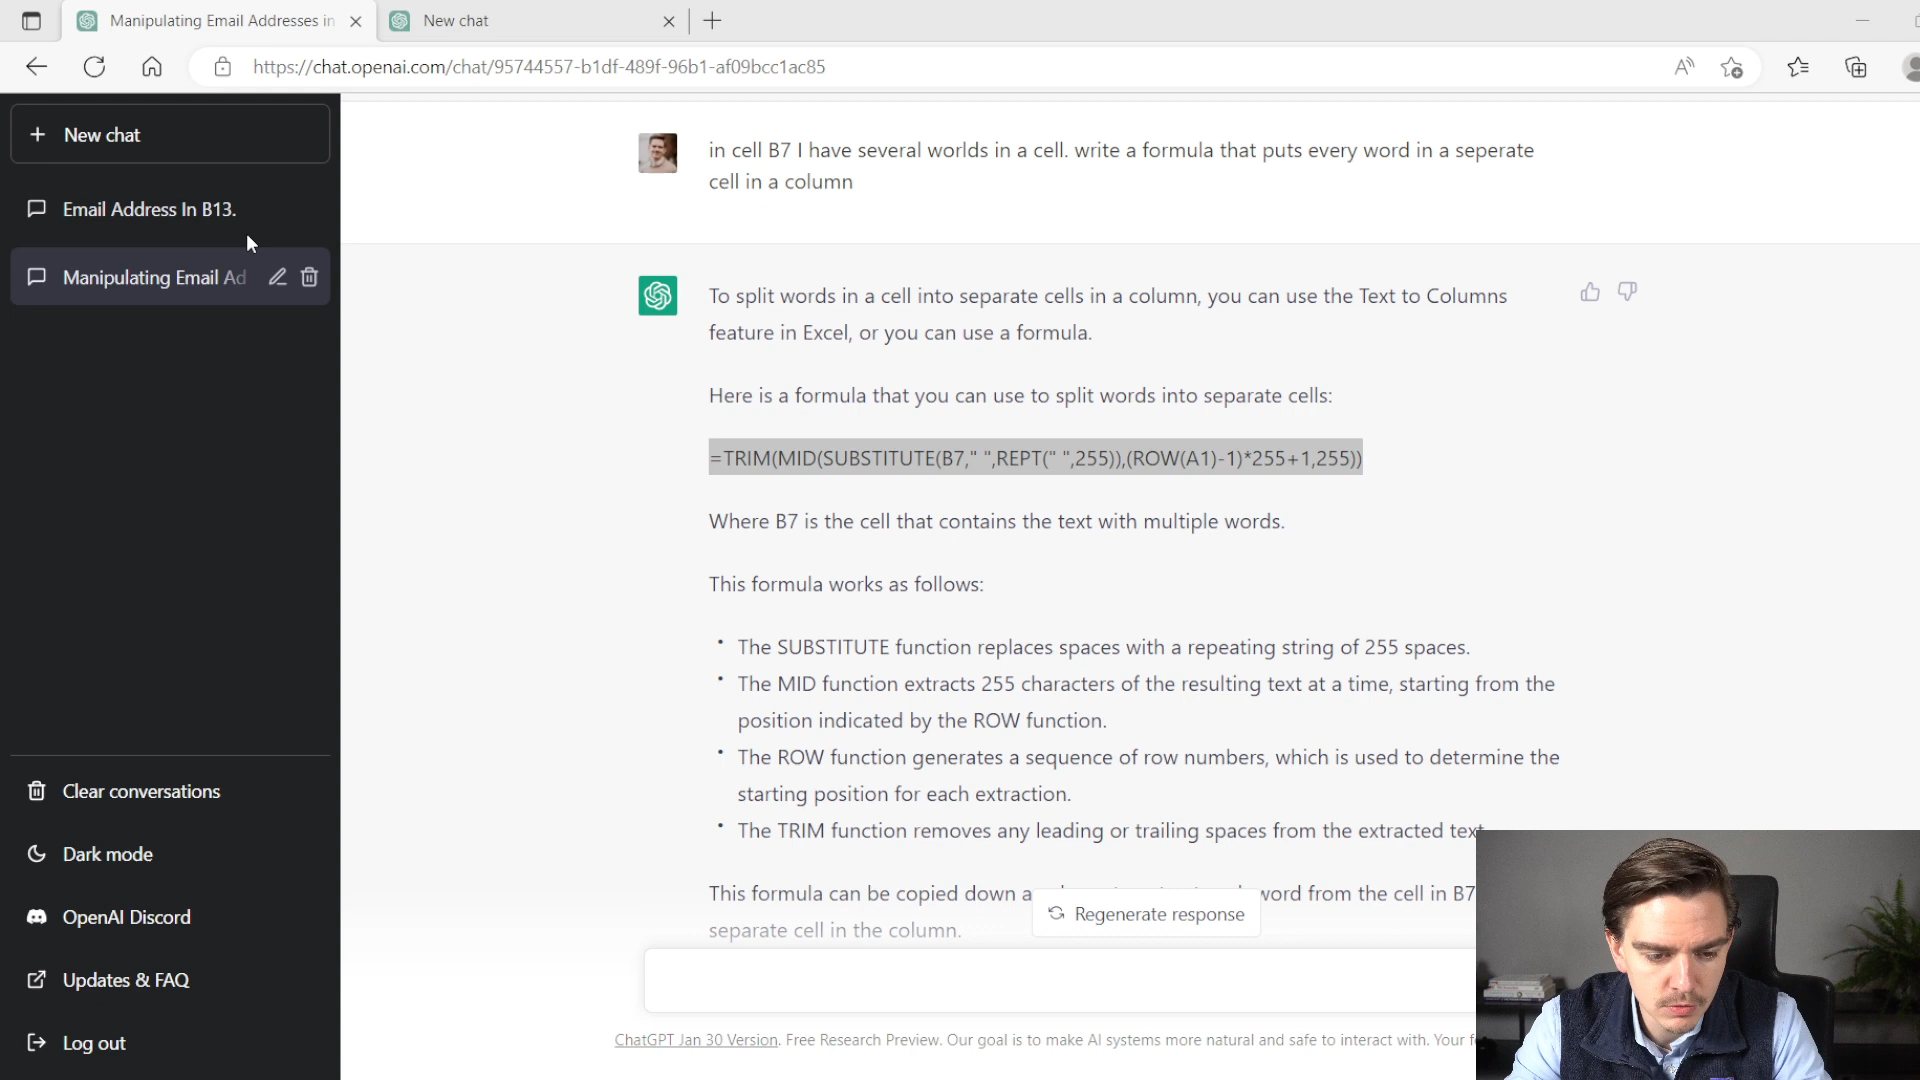 Manipulating Email Addresses in
New chat
https://chat.openai.com/chat/95744557-b1df-489f-96b1-af09bcc1ac85
New chat
Email Address In B13.
Manipulating Email Ad
Clear conversations
Dark mode
OpenAI Discord
Updates & FAQ
Log out
in cell B7 I have several worlds in a cell. write a formula that puts every word in a seperate
cell in a column
To split words in a cell into separate cells in a column, you can use the Text to Columns
feature in Excel, or you can use a formula.
Here is a formula that you can use to split words into separate cells:
=TRIM(MID(SUBSTITUTE(B7," ",REPT(" ",255)),(ROW(A1)-1)*255+1,255))
Where B7 is the cell that contains the text with multiple words.
This formula works as follows:
• The SUBSTITUTE function replaces spaces with a repeating string of 255 spaces.
• The MID function extracts 255 characters of the resulting text at a time, starting from the
position indicated by the ROW function.
• The ROW function generates a sequence of row numbers, which is used to determine the
starting position for each extraction.
• The TRIM function removes any leading or trailing spaces from the extracted text
This formula can be copied down a word from the cell in B7
separate cell in the column.
Regenerate response
ChatGPT Jan 30 Version. Free Research Preview. Our goal is to make AI systems more natural and safe to interact with. Your